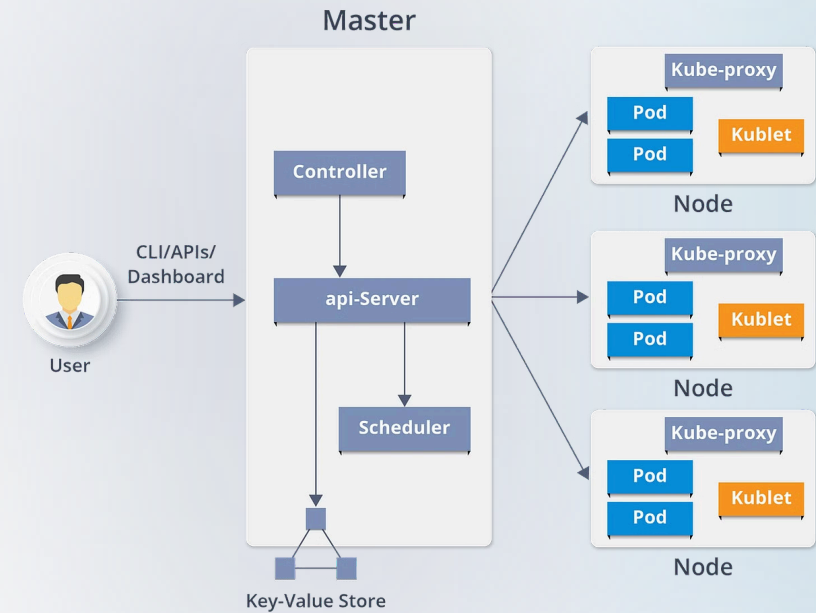 Master
Controller
api-Server
Scheduler
Key-Value Store
CLI/APIs/
Dashboard
User
Kube-proxy
Pod
Pod
Kublet
Node
Kube-proxy
Pod
Pod
Kublet
Node
Kube-proxy
Pod
Pod
Kublet
Node